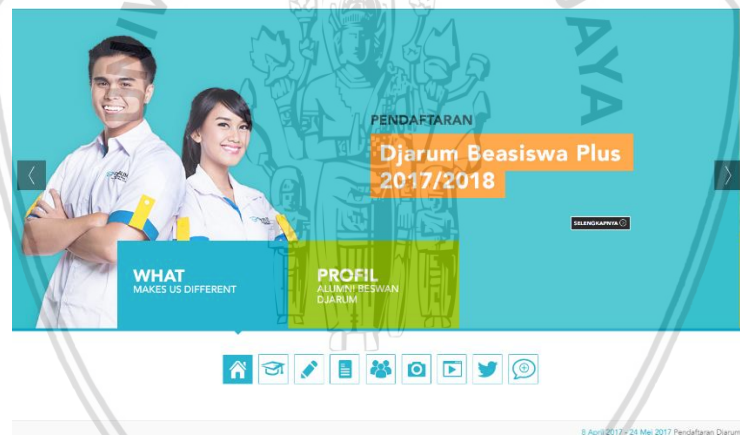 PENDAFTARAN
Djarum Beasiswa Plus
2017/2018
SELENGKAPNYA
WHAT
MAKES US DIFFERENT
PROFIL
ALUMNI BESWAN
DJARUM
8 April 2017 - 24 Mei 2017 Pendaftaran Djarum